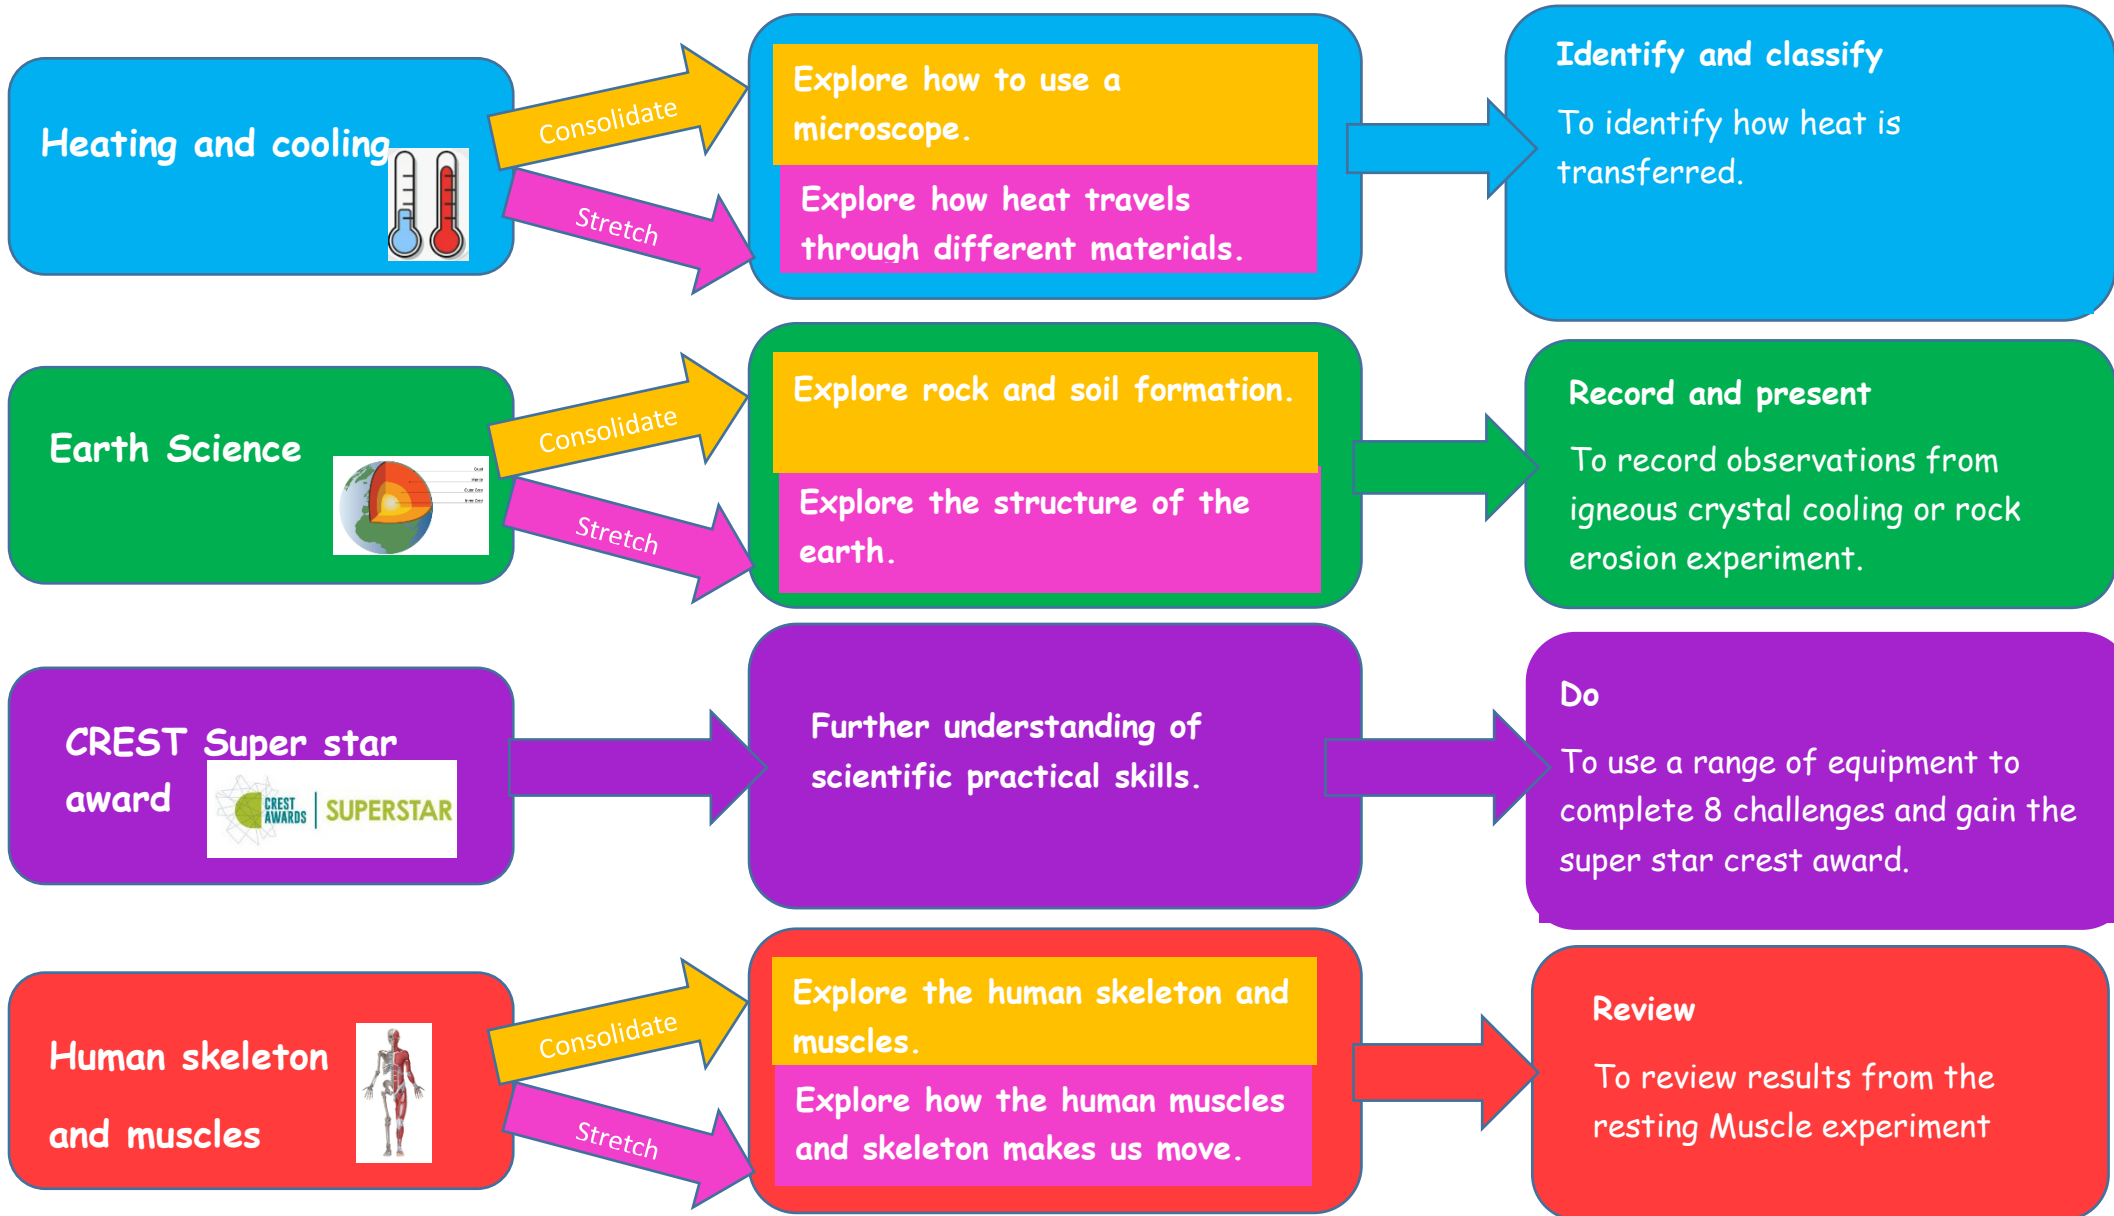 Heating and cooling
Consolidate
Stretch
Explore how to use a
microscope.
Explore how heat travels
through different materials.
Identify and classify
To identify how heat is
transferred.
Earth Science
Consolidate
Stretch
Explore rock and soil formation.
Explore the structure of the
earth.
Record and present
To record observations from
igneous crystal cooling or rock
erosion experiment.
CREST Super star
award
CREST
AWARDS
SUPERSTAR
Further understanding of
scientific practical skills.
Do
To use a range of equipment to
complete 8 challenges and gain the
super star crest award.
Human skeleton
and muscles
Consolidate
Stretch
Explore the human skeleton and
muscles.
Explore how the human muscles
and skeleton makes us move.
Review
To review results from the
resting Muscle experiment